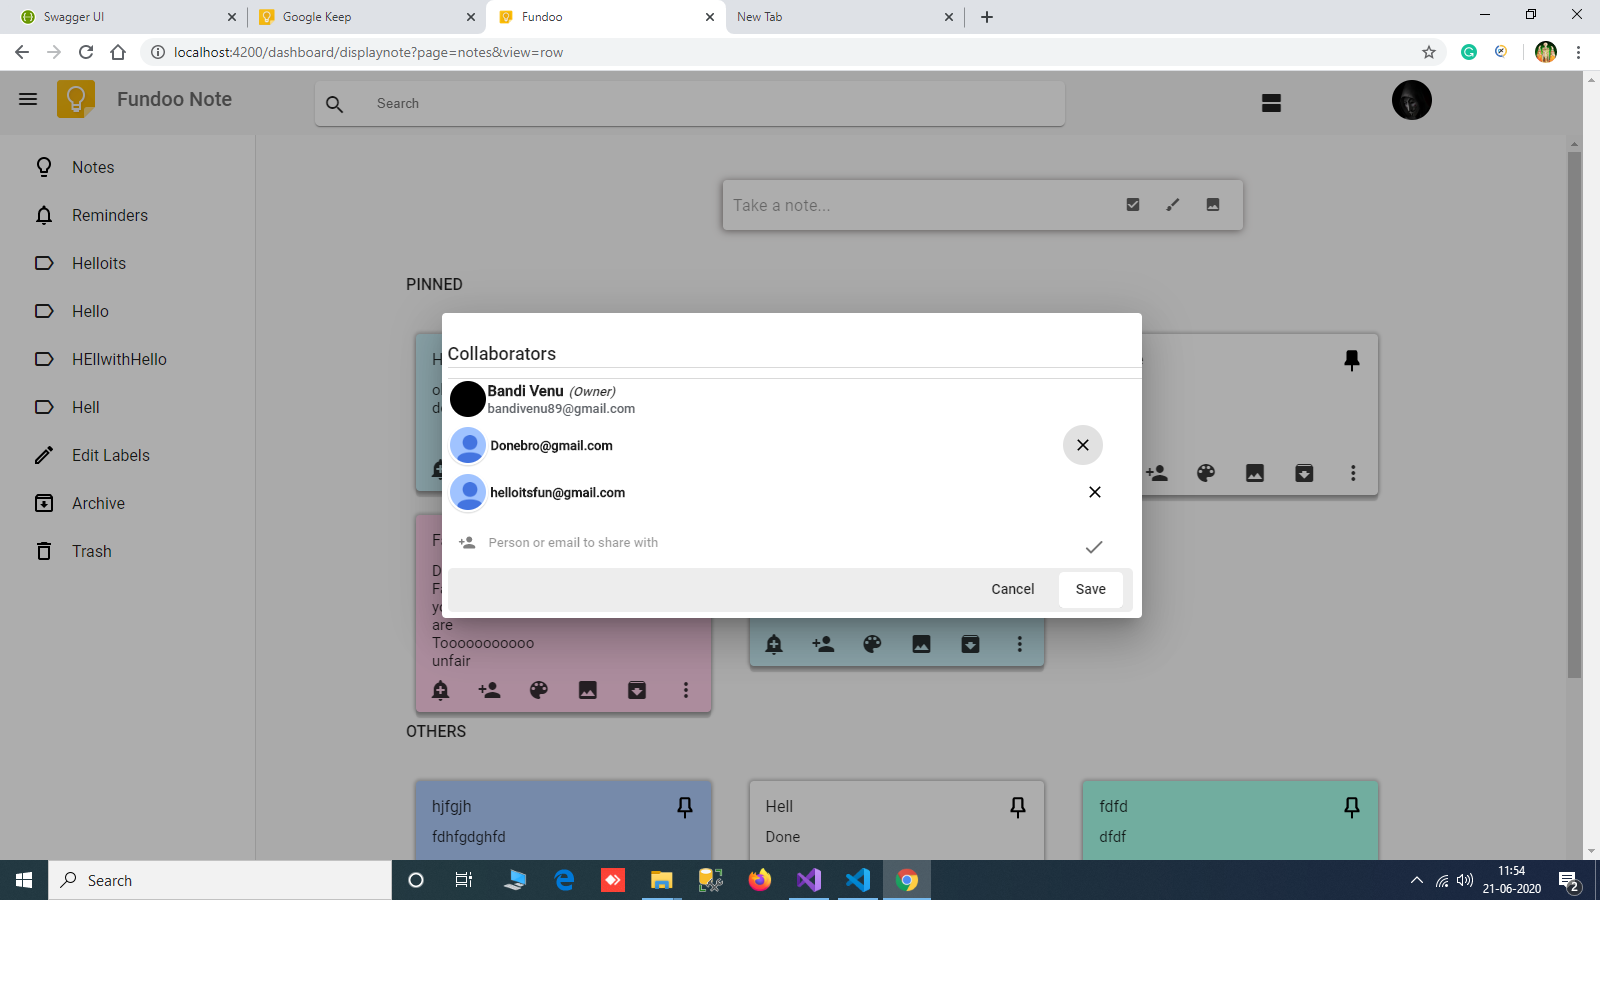 Swagger UI
Google Keep
Fundoo
New Tab
localhost:4200/dashboard/displaynote?page=notes&view=row
Fundoo Note
Search
Notes
Reminders
Helloits
Hello
HEllwithHello
Hell
Edit Labels
Archive
Trash
Take a note...
PINNED
Collaborators
Bandi Venu (Owner)
bandivenu89@gmail.com
Donebro@gmail.com
helloitsfun@gmail.com
Person or email to share with
Cancel Save
are
Tooooooooooo
unfair
OTHERS
hjfgjh
fdhfgdghfd
Hell
Done
fdfd
dfdf
Search
11:54
21-06-2020
2